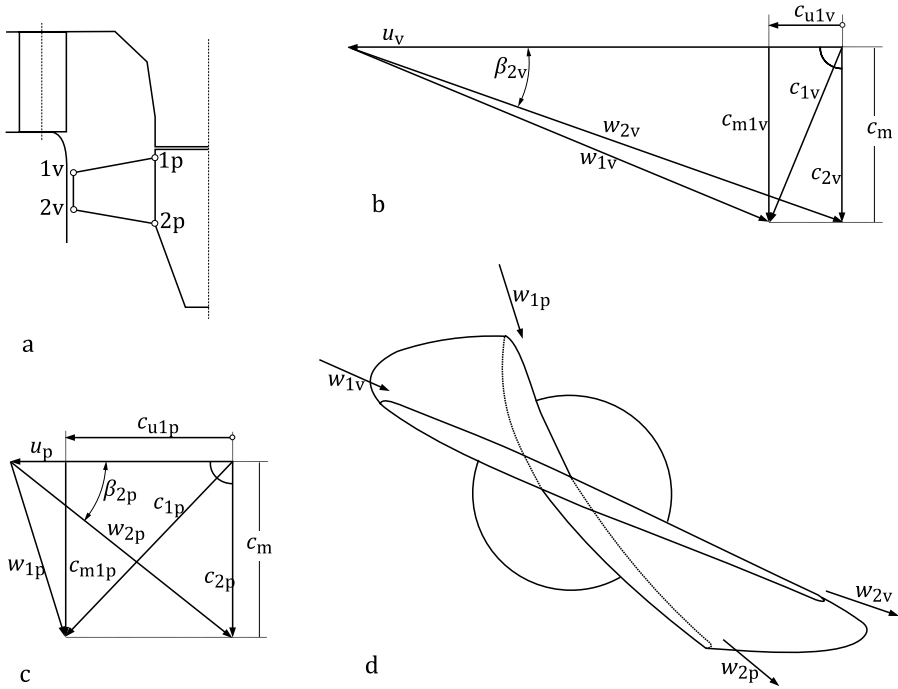 1v
1p
2v
2p
a
c_u1v
u_v
β_2v
c_1v
c_m1v
c_m
w_2v
w_1v
c_2v
b
c_u1p
u_p
β_2p
c_1p
w_2p
c_m
w_1p
c_m1p
c_2p
c
w_1p
w_1v
w_2v
w_2p
d